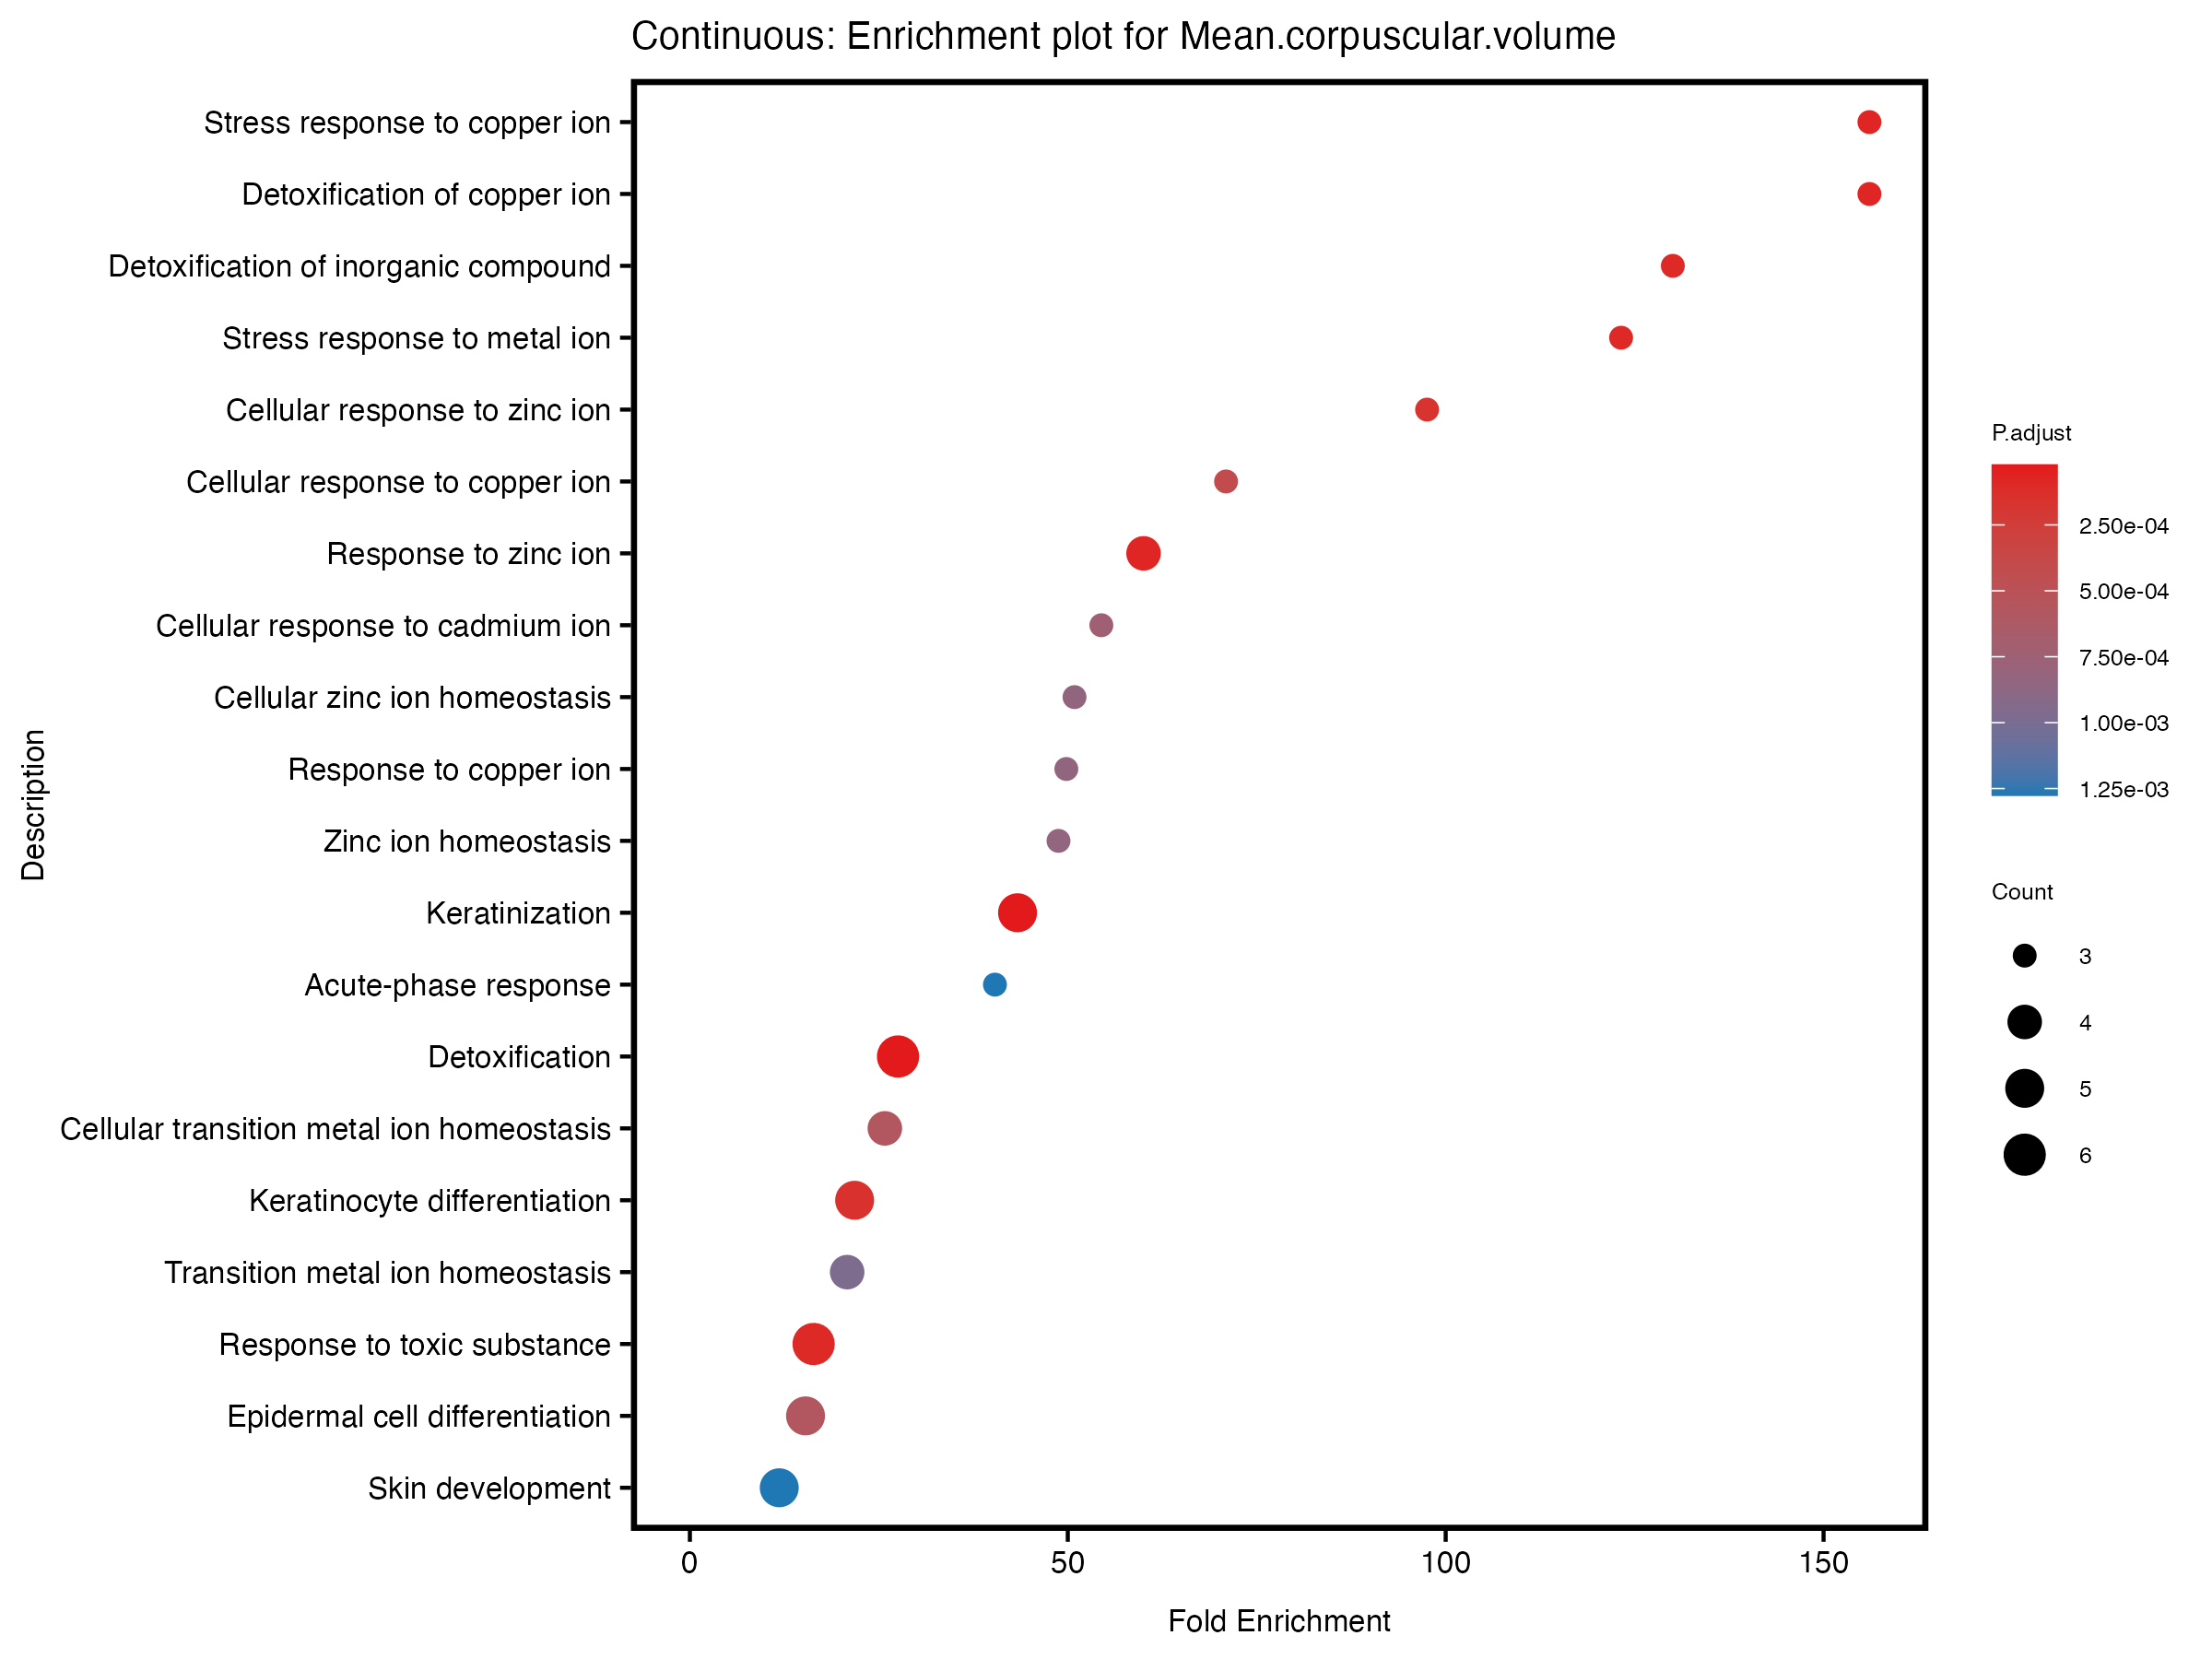 Continuous: Enrichment plot for Mean.corpuscular.volume
Stress response to copper ion
Detoxification of copper ion
Detoxification of inorganic compound
Stress response to metal ion
Cellular response to zinc ion
Cellular response to copper ion
Response to zinc ion
Cellular response to cadmium ion
Cellular zinc ion homeostasis
Response to copper ion
Zinc ion homeostasis
Keratinization
Acute-phase response
Detoxification
Cellular transition metal ion homeostasis
Keratinocyte differentiation
Transition metal ion homeostasis
Response to toxic substance
Epidermal cell differentiation
Skin development
Description
0 50 100 150
Fold Enrichment
P.adjust
2.50e-04
5.00e-04
7.50e-04
1.00e-03
1.25e-03
Count
3
4
5
6